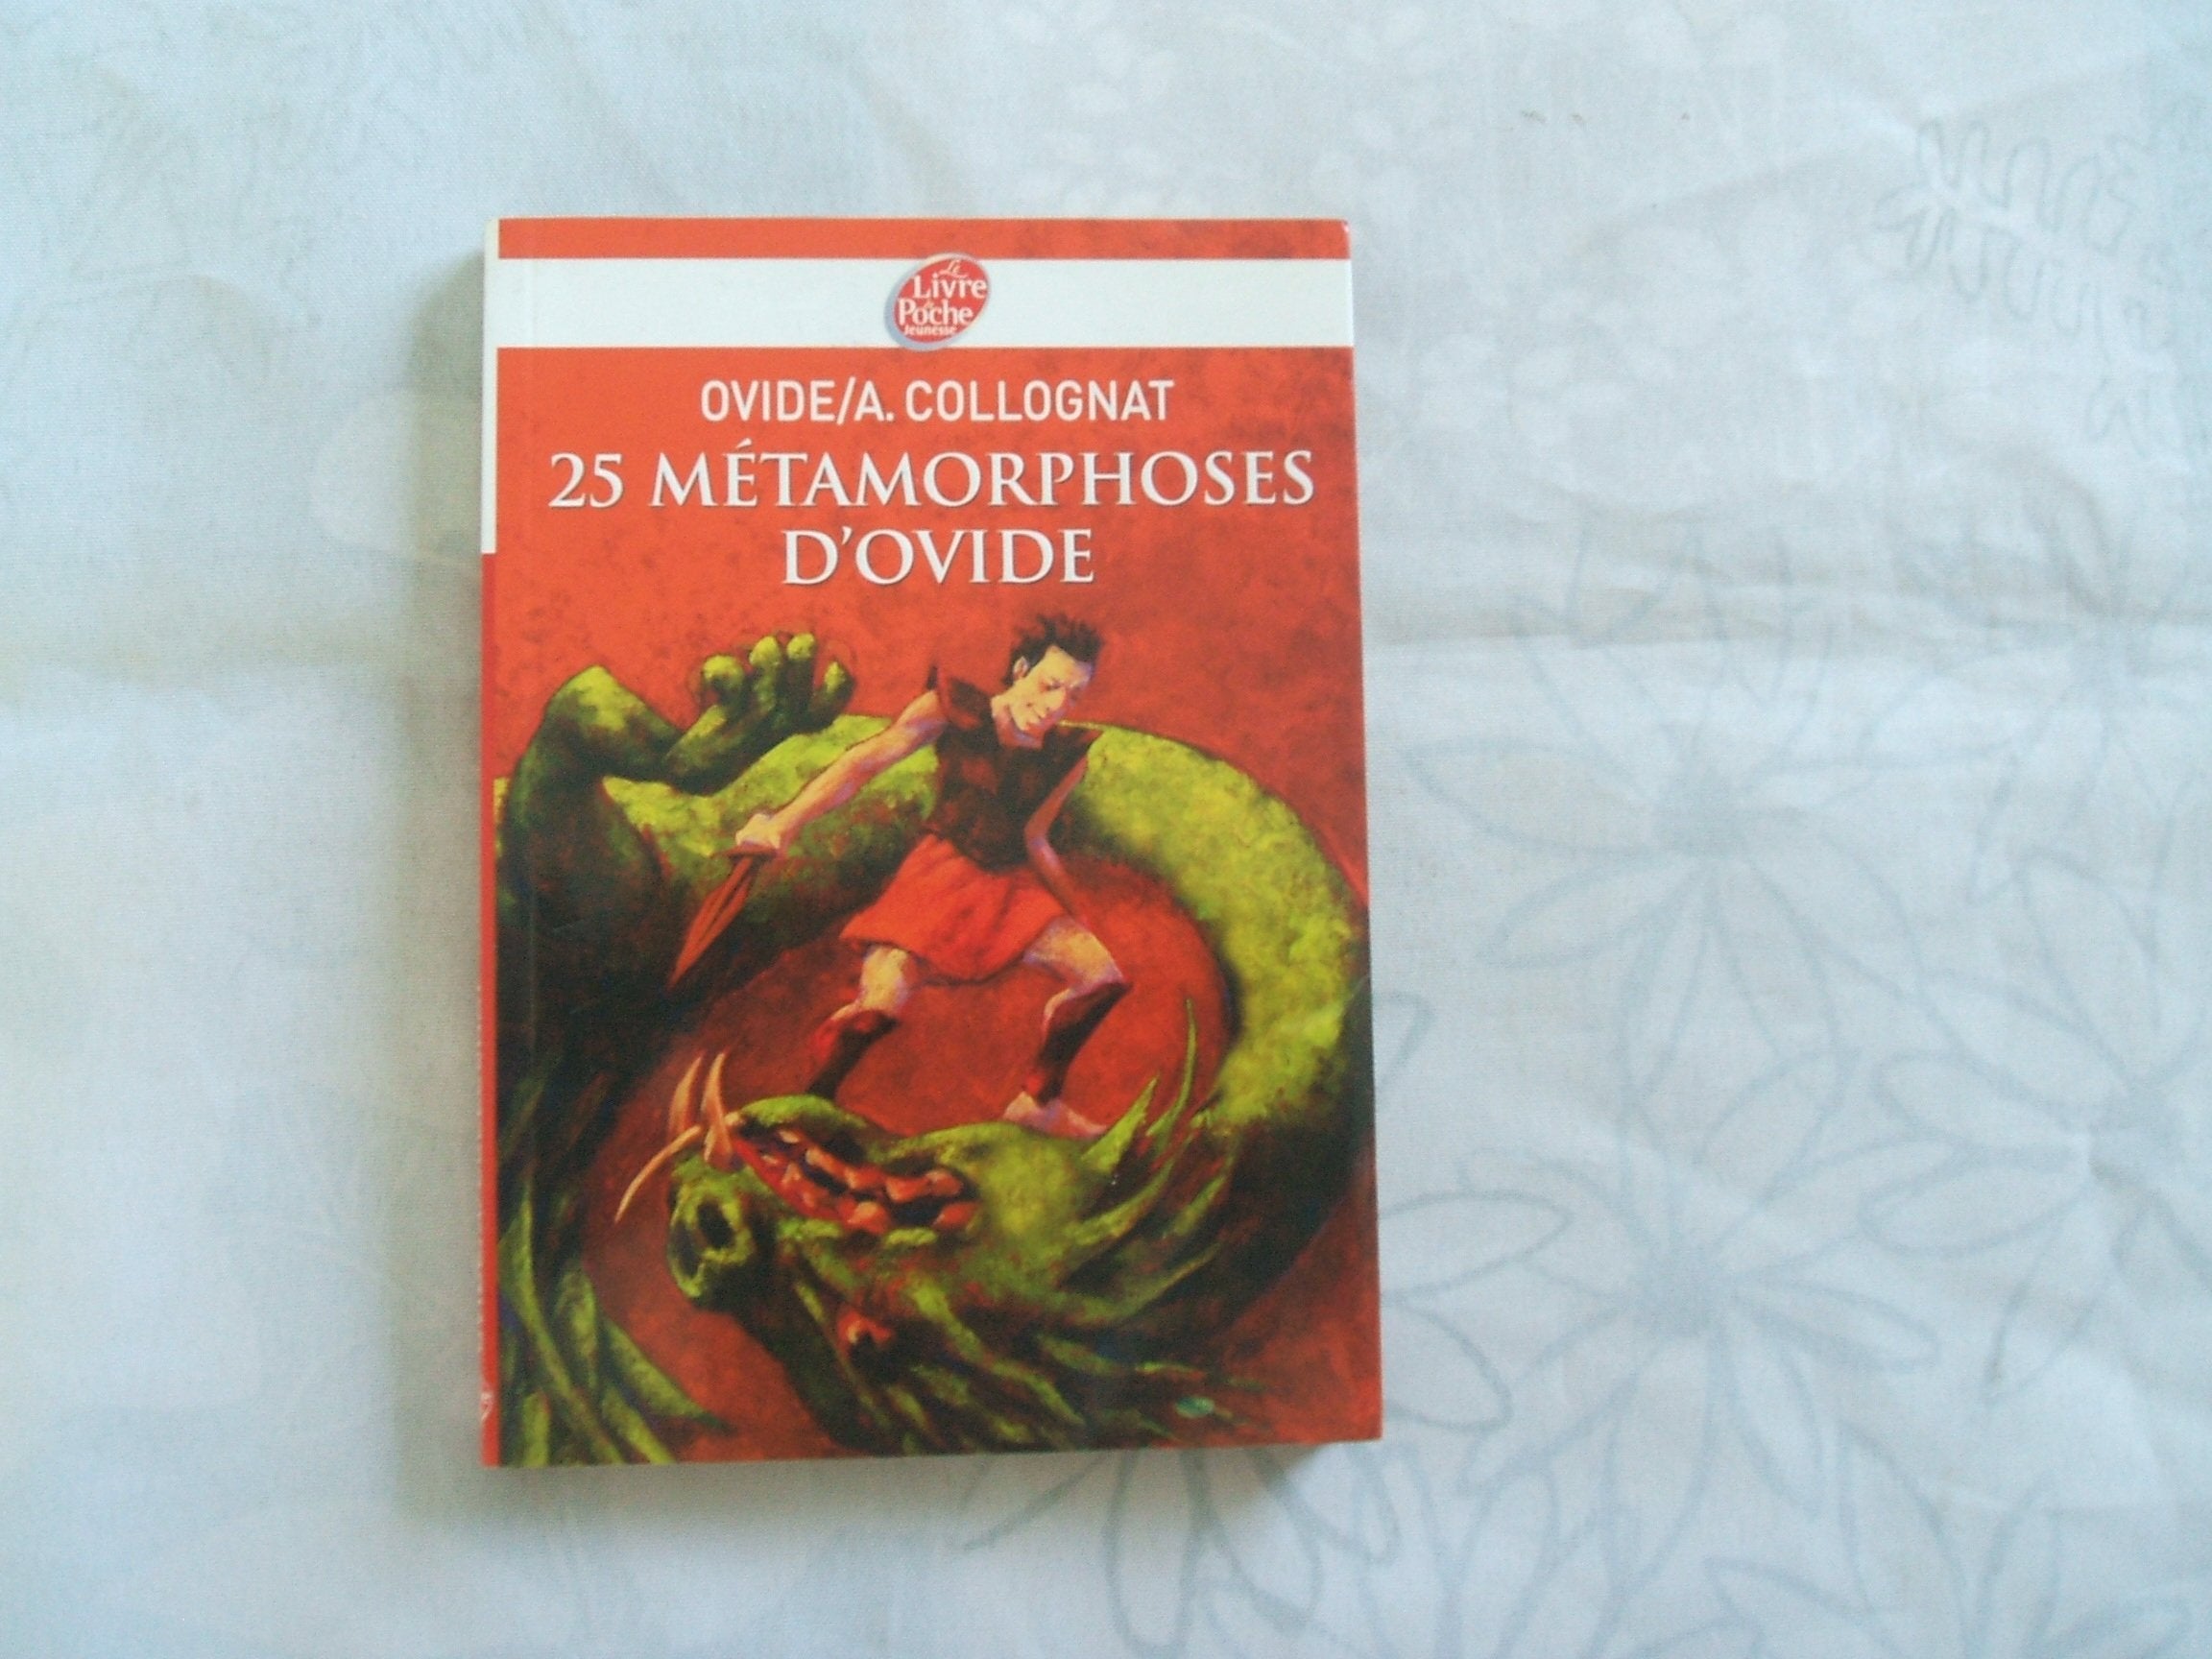 Le
Livre
de
Poche
Jeunesse
OVIDE/A. COLLOGNAT
25 MÉTAMORPHOSES
D'OVIDE